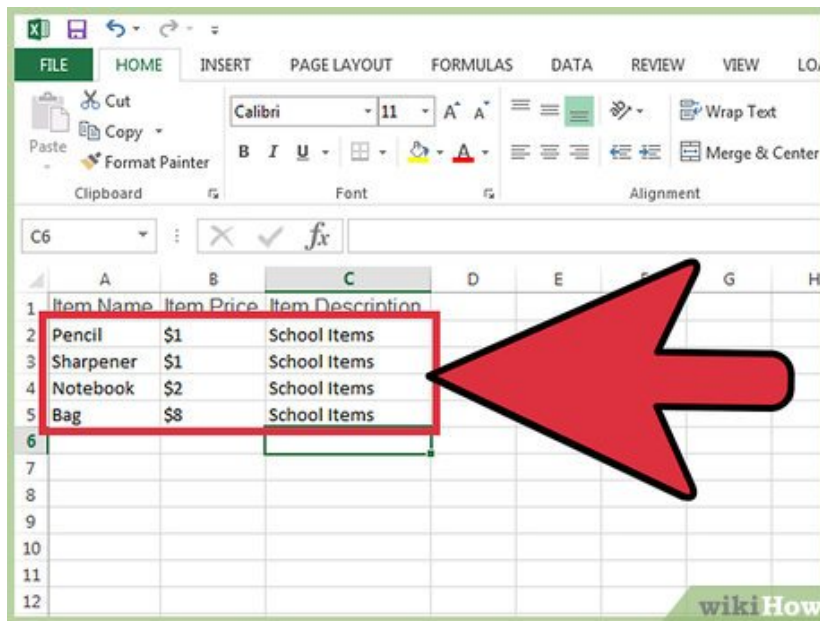 FILE HOME INSERT PAGE LAYOUT FORMULAS DATA REVIEW VIEW
Cut
Calibri 11 A A Wrap Text
Copy
Paste
Format Painter B I U A Merge & Center
Clipboard Font Alignment
C6 fx
A B C D E G H
1 Item Name Item Price Item Description
2 Pencil $1 School Items
3 Sharpener $1 School Items
4 Notebook $2 School Items
5 Bag $8 School Items
6
7
8
9
10
11
12
wikiHow